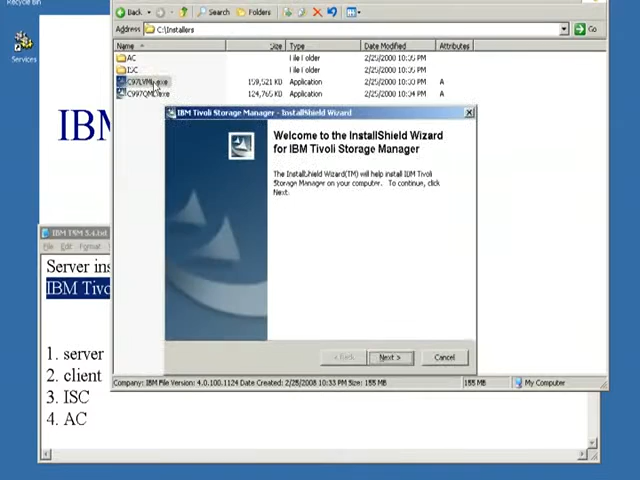 Recycle Bin
Back
Search
Folders
Address
C:\Installers
Go
Name
Size
Type
Date Modified
Attributes
AC
File Folder
2/25/2008 10:35 PM
ISC
File Folder
2/25/2008 10:35 PM
159,521 KB
Application
2/25/2008 10:33 PM
A
124,765 KB
Application
2/25/2008 10:34 PM
A
Services
IBM
IBM Tivoli Storage Manager - InstallShield Wizard
Welcome to the InstallShield Wizard
for IBM Tivoli Storage Manager
The InstallShield Wizard(TM) will help install IBM Tivoli
Storage Manager on your computer. To continue, click
Next.
< Back
Next >
Cancel
IBM TSM 5.4.txt
File Edit Format
Server ins
IBM Tivo
1. server
2. client
3. ISC
4. AC
Company: IBM File Version: 4.0.100.1124 Date Created: 2/25/2008 10:33 PM Size: 155 MB
155 MB
My Computer